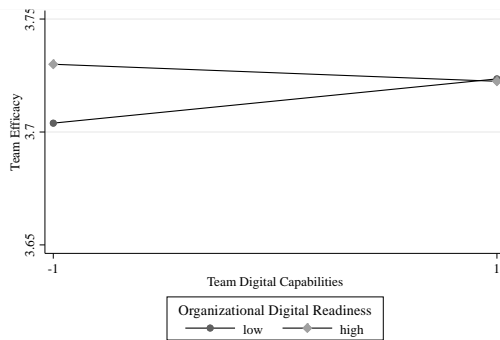 3.75
3.7
3.65
Team Efficacy
-1
1
Team Digital Capabilities
Organizational Digital Readiness
low
high